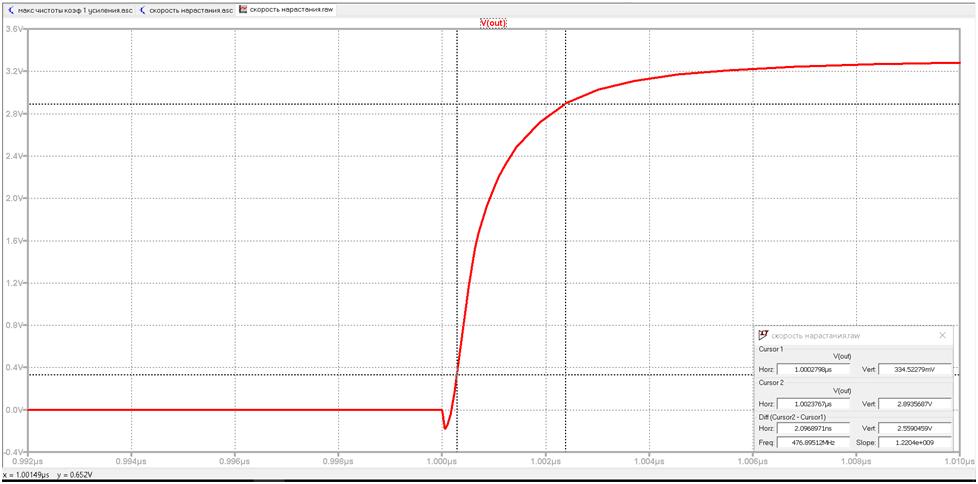 макс чистоты коэф 1 усиления.asc скорость нарастания.asc скорость нарастания.raw
V(out)
3.6V
3.2V
2.8V
2.4V
2.0V
1.6V
1.2V
0.8V
0.4V
0.0V
-0.4V
0.992µs 0.994µs 0.996µs 0.998µs 1.000µs 1.002µs 1.004µs 1.006µs 1.008µs 1.010µs
скорость нарастания.raw
Cursor 1
V(out)
Horz: 1.0002798µs Vert: 334.52279mV
Cursor 2
V(out)
Horz: 1.0023767µs Vert: 2.8935687V
Diff (Cursor2 - Cursor1)
Horz: 2.0968971ns Vert: 2.5590459V
Freq: 476.89512MHz Slope: 1.2204e+009
x = 1.00149µs y = 0.652V